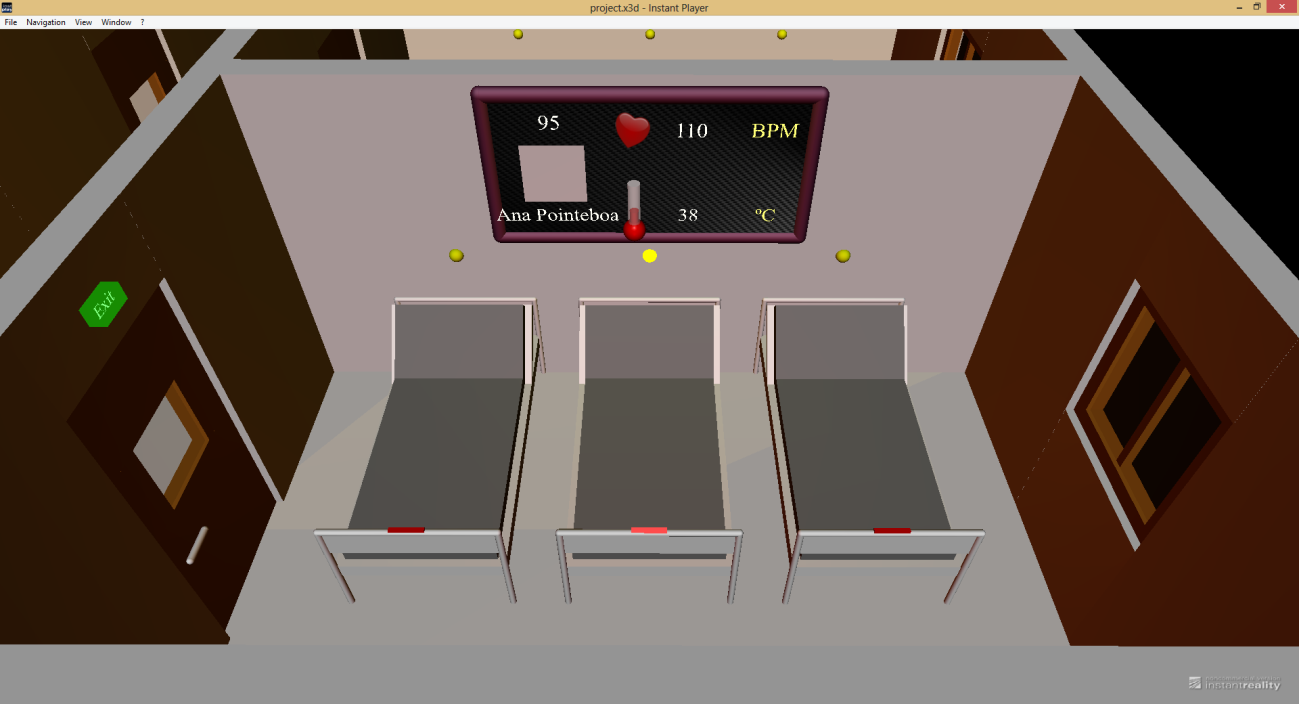 project.x3d - Instant Player
File Navigation View Window ?
95
110 BPM
Ana Pointeboa
38 ºC
Exit
instantreality